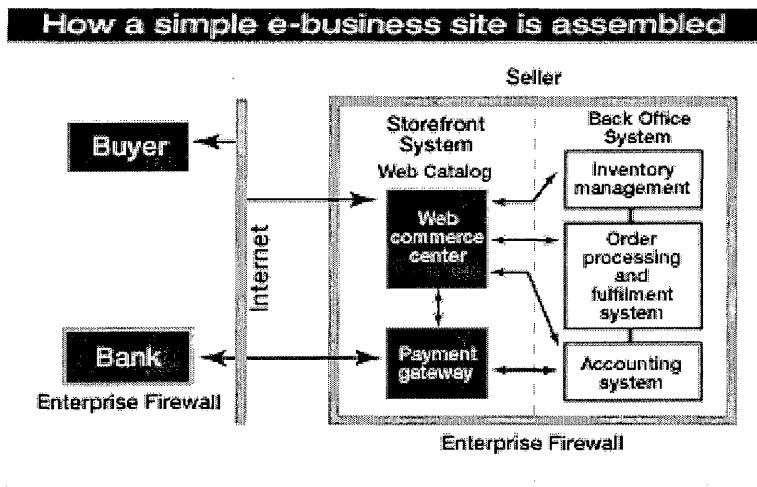 How a simple e-business site is assembled
Seller
Buyer
Internet
Bank
Enterprise Firewall
Storefront
System
Web Catalog
Web
commerce
center
Payment
gateway
Back Office
System
Inventory
management
Order
processing
and
fulfilment
system
Accounting
system
Enterprise Firewall